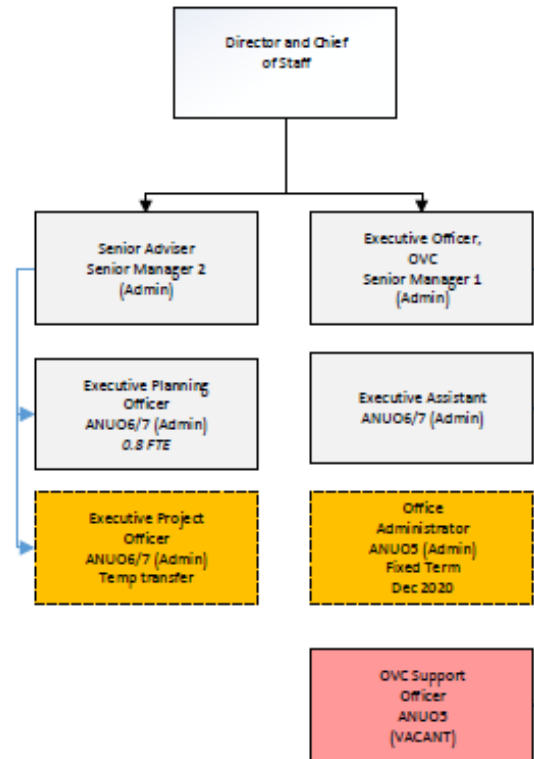 Director and Chief
of Staff
Senior Adviser
Senior Manager 2
(Admin)
Executive Officer,
OVC
Senior Manager 1
(Admin)
Executive Planning
Officer
ANUO6/7 (Admin)
0.8 FTE
Executive Assistant
ANUO6/7 (Admin)
Executive Project
Officer
ANUO6/7 (Admin)
Temp transfer
Office
Administrator
ANUO5 (Admin)
Fixed Term
Dec 2020
OVC Support
Officer
ANUO5
(VACANT)